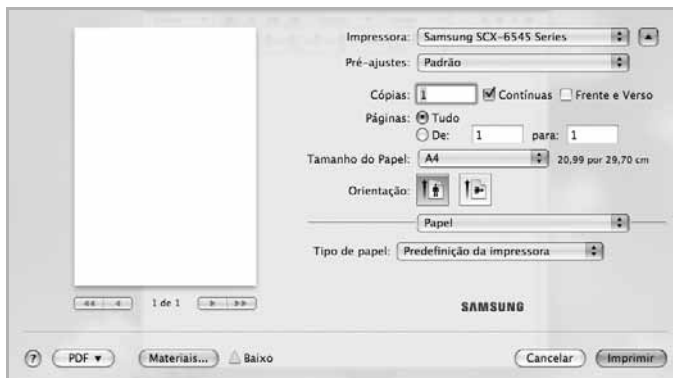 Impressora: Samsung SCX-6545 Series
Pré-ajustes: Padrão
Cópias: 1 Contínuas Frente e Verso
Páginas: Tudo
De: 1 para: 1
Tamanho do Papel: A4 20,99 por 29,70 cm
Orientação:
Papel
Tipo de papel: Predefinição da impressora
1 de 1
SAMSUNG
? PDF Materiais... Baixo Cancelar Imprimir